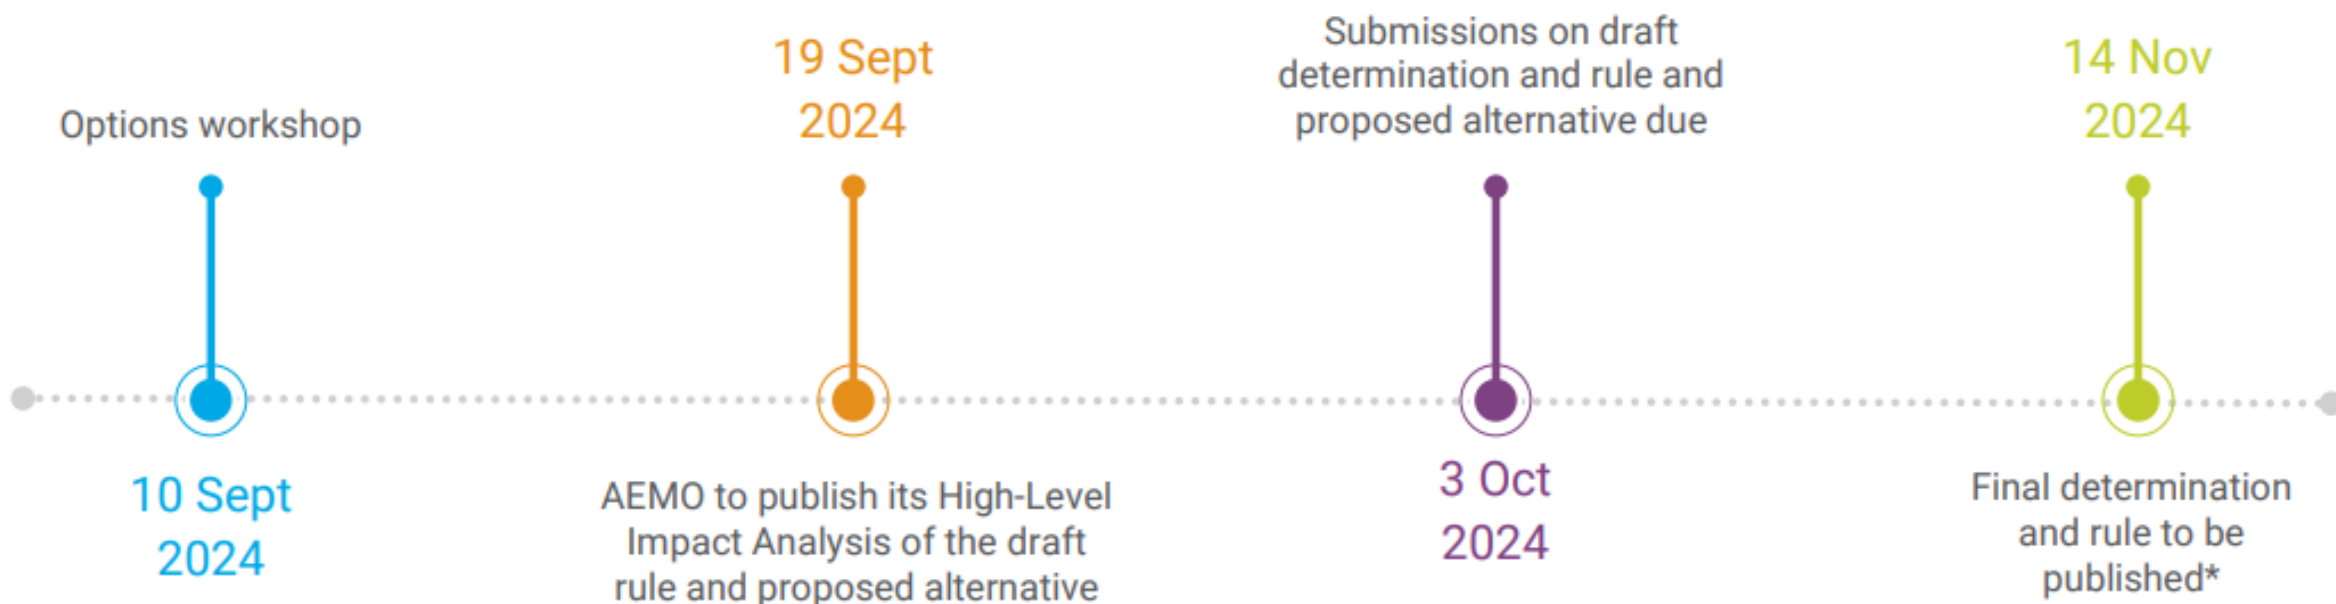 Options workshop
10 Sept
2024
19 Sept
2024
AEMO to publish its High-Level
Impact Analysis of the draft
rule and proposed alternative
Submissions on draft
determination and rule and
proposed alternative due
3 Oct
2024
14 Nov
2024
Final determination
and rule to be
published*